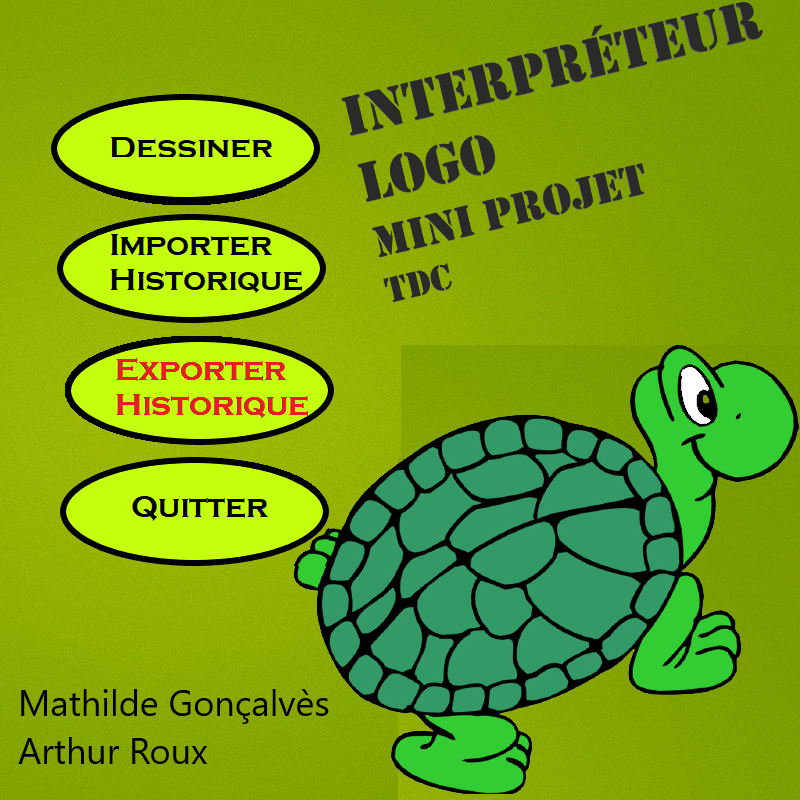 INTERPRÉTEUR
LOGO
MINI PROJET
TDC
DESSINER
IMPORTER
HISTORIQUE
EXPORTER
HISTORIQUE
QUITTER
Mathilde Gonçalvès
Arthur Roux